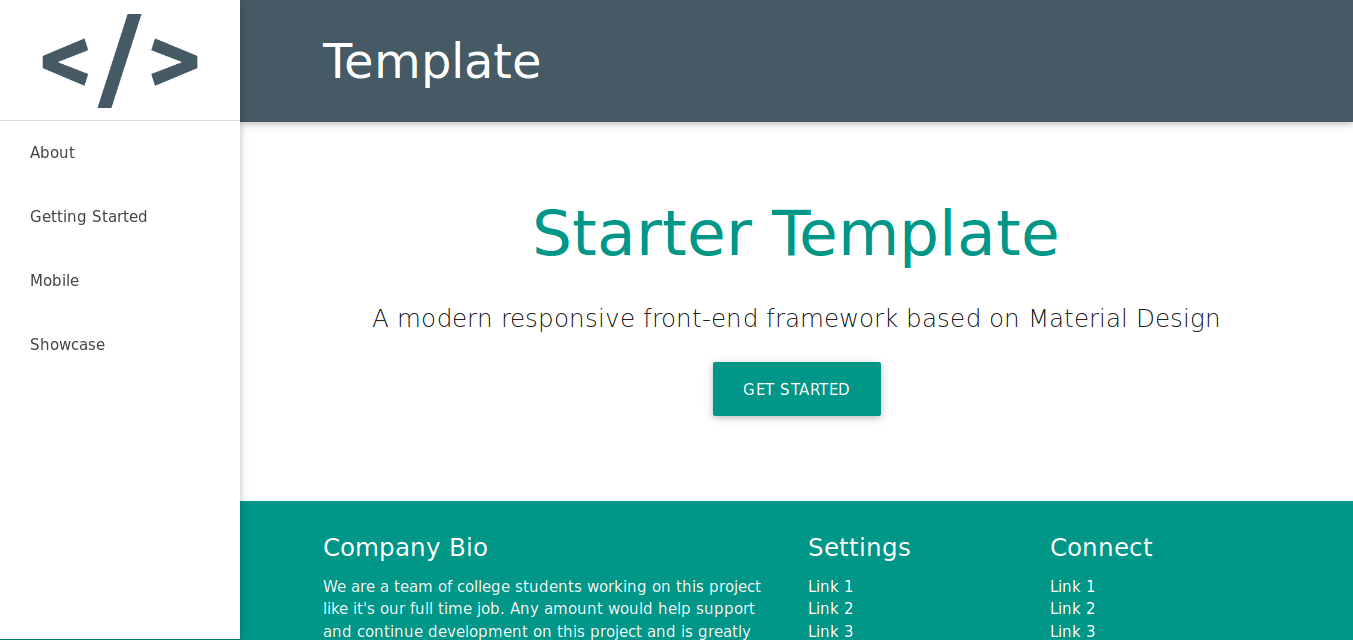 </>
About
Getting Started
Mobile
Showcase
Template
Starter Template
A modern responsive front-end framework based on Material Design
GET STARTED
Company Bio
We are a team of college students working on this project
like it's our full time job. Any amount would help support
and continue development on this project and is greatly
Settings
Link 1
Link 2
Link 3
Connect
Link 1
Link 2
Link 3